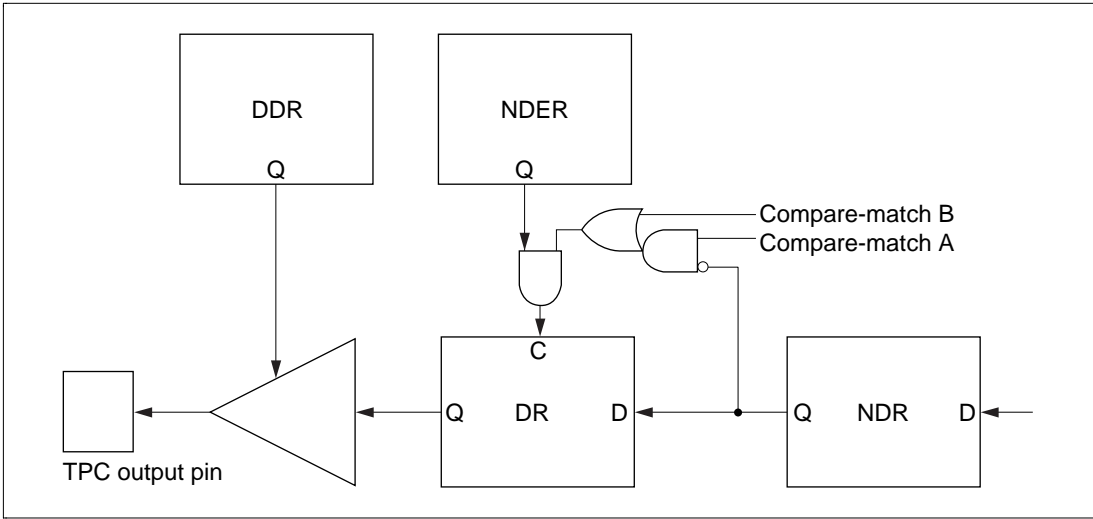 DDR
Q
NDER
Q
Compare-match B
Compare-match A
C
Q
DR
D
Q
NDR
D
TPC output pin